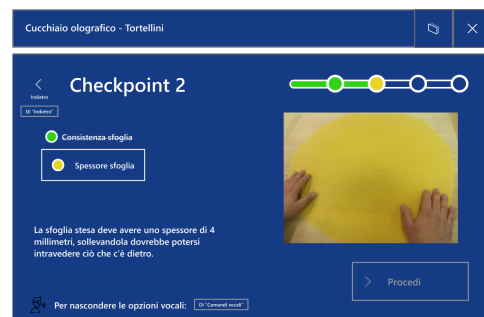 Cucchiaio olografico - Tortellini
Checkpoint 2
Indietro
Di "Indietro"
Consistenza sfoglia
Spessore sfoglia
La sfoglia stesa deve avere uno spessore di 4
millimetri, sollevandola dovrebbe potersi
intravedere ciò che c'è dietro.
Procedi
Per nascondere le opzioni vocali:
Di "Comandi vocali"